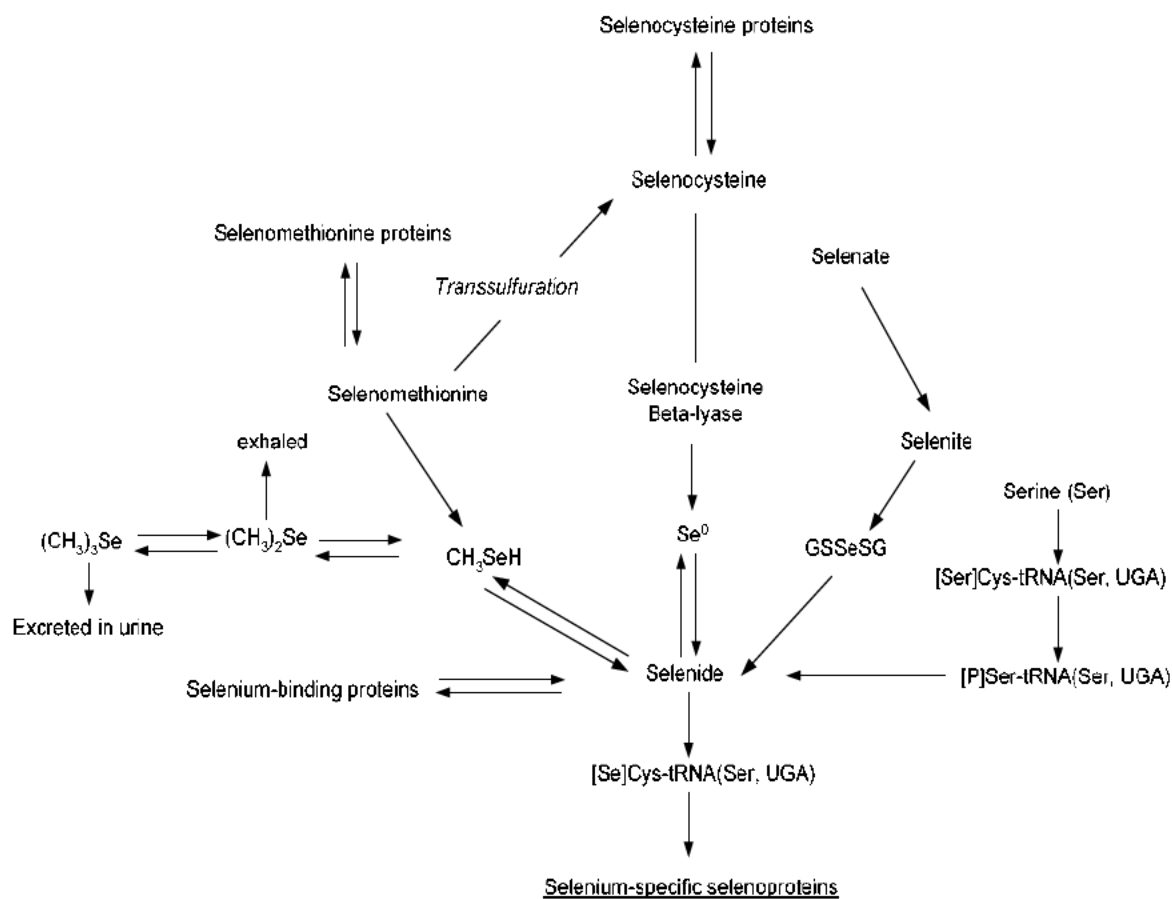 Selenocysteine proteins
Selenocysteine
Selenomethionine proteins
Selenate
Transsulfuration
Selenomethionine
Selenocysteine
Beta-lyase
exhaled
Selenite
Serine (Ser)
(CH₃)₃Se
(CH₃)₂Se
CH₃SeH
Se⁰
GSSeSG
[Ser]Cys-tRNA(Ser, UGA)
Excreted in urine
Selenium-binding proteins
Selenide
[P]Ser-tRNA(Ser, UGA)
[Se]Cys-tRNA(Ser, UGA)
Selenium-specific selenoproteins